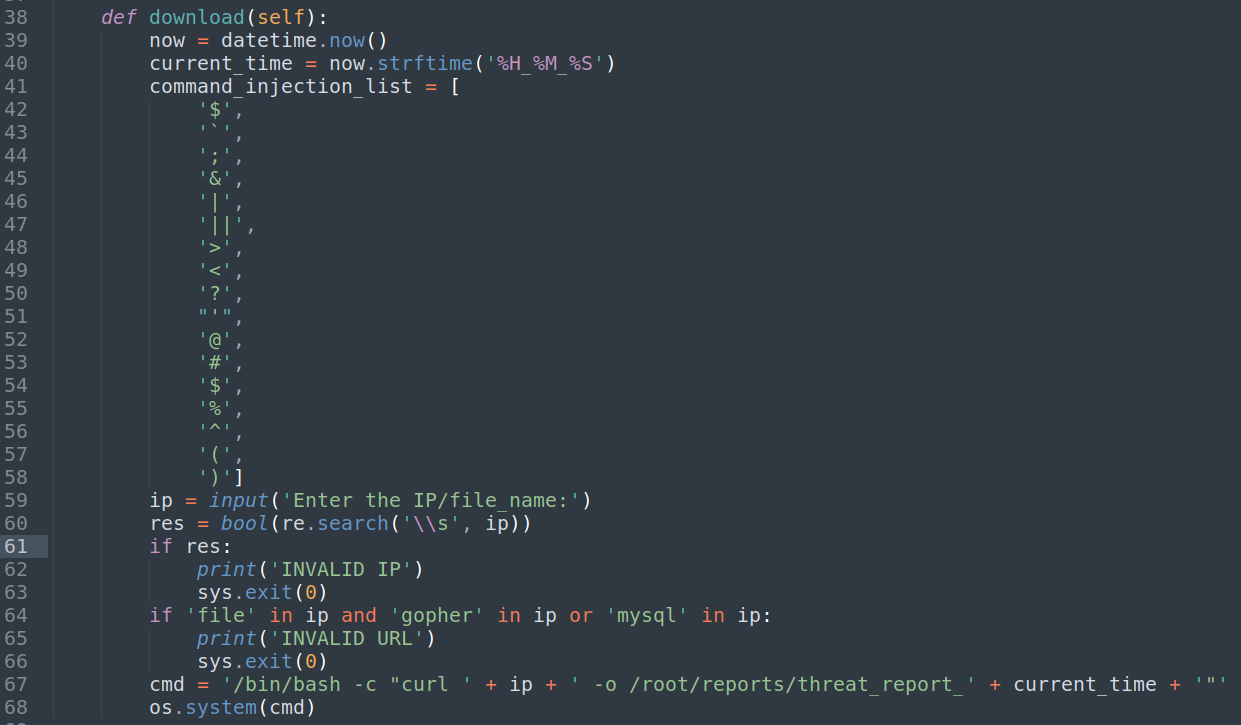 38    def download(self):
39        now = datetime.now()
40        current_time = now.strftime('%H_%M_%S')
41        command_injection_list = [
42            '$',
43            '`',
44            ';',
45            '&',
46            '|',
47            '||',
48            '>',
49            '<',
50            '?',
51            "'",
52            '@',
53            '#',
54            '$',
55            '%',
56            '^',
57            '(',
58            ')']
59        ip = input('Enter the IP/file_name:')
60        res = bool(re.search('\\s', ip))
61        if res:
62            print('INVALID IP')
63            sys.exit(0)
64        if 'file' in ip and 'gopher' in ip or 'mysql' in ip:
65            print('INVALID URL')
66            sys.exit(0)
67        cmd = '/bin/bash -c "curl ' + ip + ' -o /root/reports/threat_report_' + current_time + '"'
68        os.system(cmd)